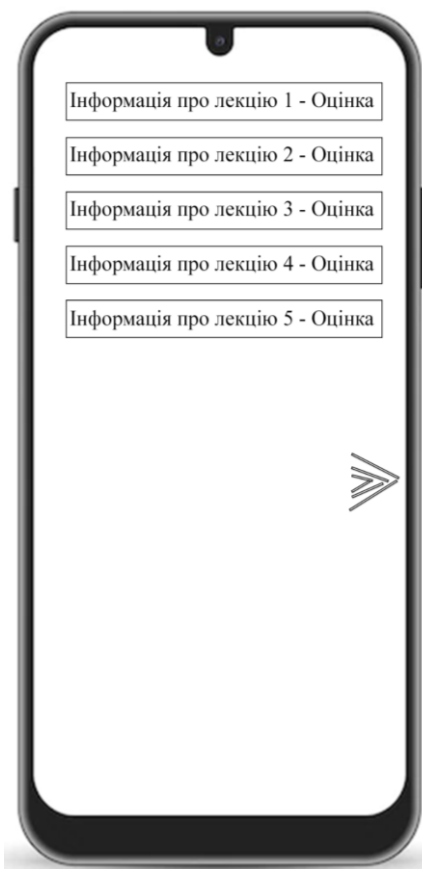 Інформація про лекцію 1 - Оцінка
Інформація про лекцію 2 - Оцінка
Інформація про лекцію 3 - Оцінка
Інформація про лекцію 4 - Оцінка
Інформація про лекцію 5 - Оцінка